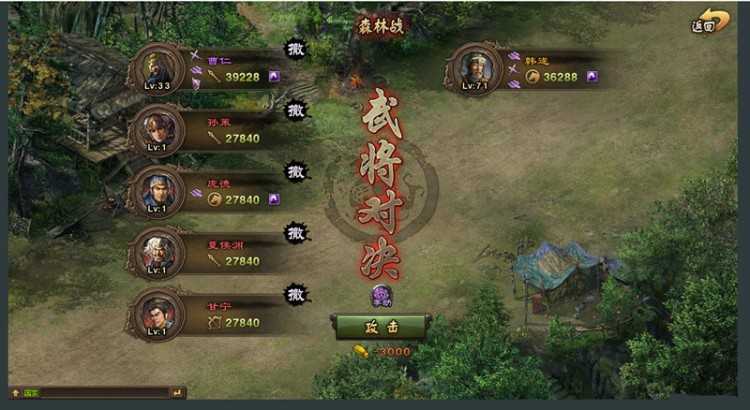 森林战
返回
撤
曹仁
39228
Lv:33
撤
孙策
27840
Lv:1
撤
庞德
27840
Lv:1
撤
夏侯渊
27840
Lv:1
撤
甘宁
27840
Lv:1
韩遂
36288
Lv:71
武将对决
攻击
-3000
国家